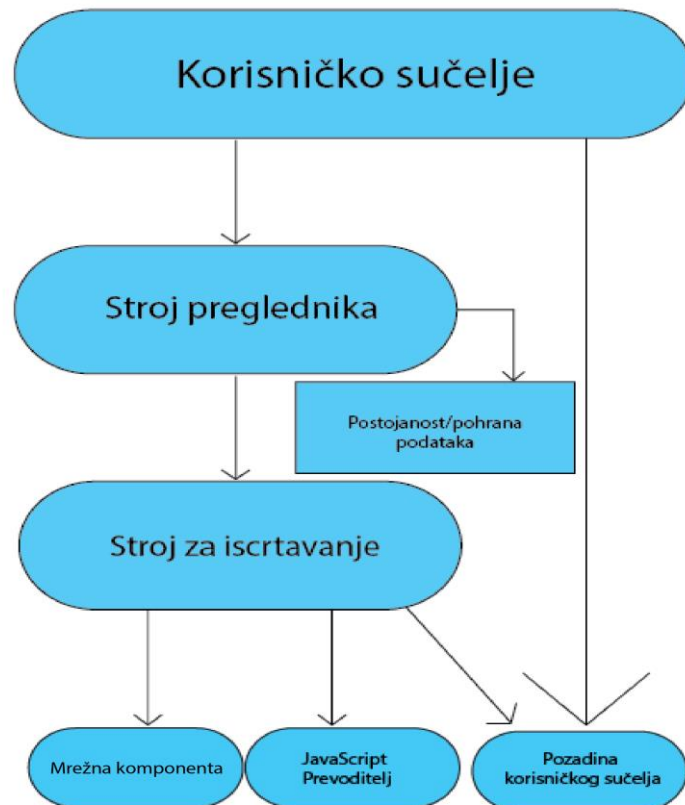 Korisničko sučelje
Stroj preglednika
Postojanost/pohrana
podataka
Stroj za iscrtavanje
Mrežna komponenta
JavaScript
Prevoditelj
Pozadina
korisničkog sučelja